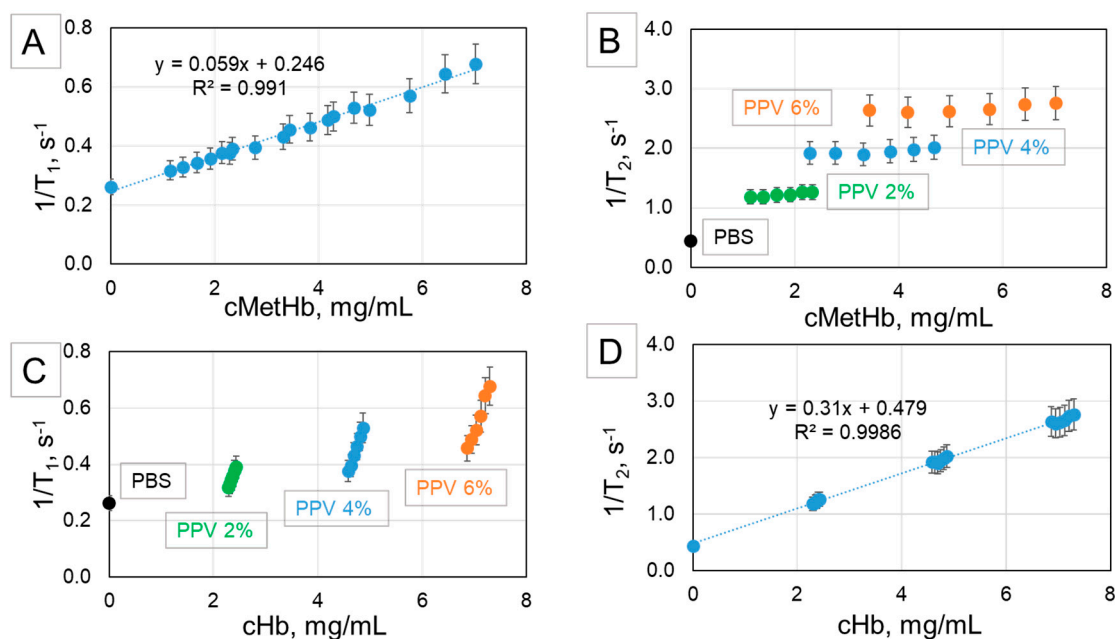 A
y = 0.059x + 0.246
R² = 0.991
1/T₁, s⁻¹
0.8
0.6
0.4
0.2
0.0
0 2 4 6 8
cMetHb, mg/mL
B
1/T₂, s⁻¹
4.0
3.0
2.0
1.0
0.0
PPV 6%
PPV 4%
PPV 2%
PBS
0 2 4 6 8
cMetHb, mg/mL
C
1/T₁, s⁻¹
0.8
0.6
0.4
0.2
0.0
PBS
PPV 2%
PPV 4%
PPV 6%
0 2 4 6 8
cHb, mg/mL
D
y = 0.31x + 0.479
R² = 0.9986
1/T₂, s⁻¹
4.0
3.0
2.0
1.0
0.0
0 2 4 6 8
cHb, mg/mL